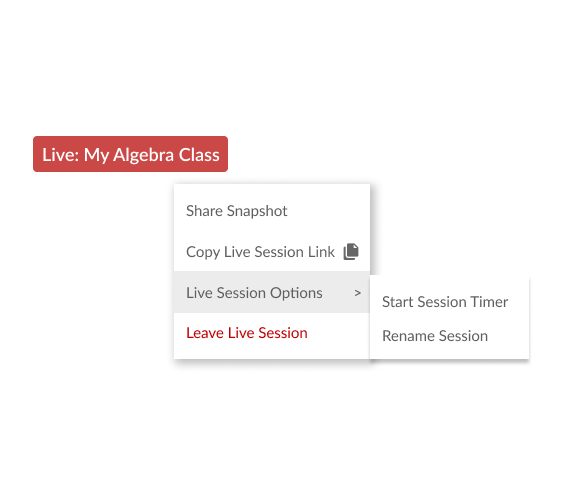 Live: My Algebra Class
Share Snapshot
Copy Live Session Link
Live Session Options >
Leave Live Session
Start Session Timer
Rename Session